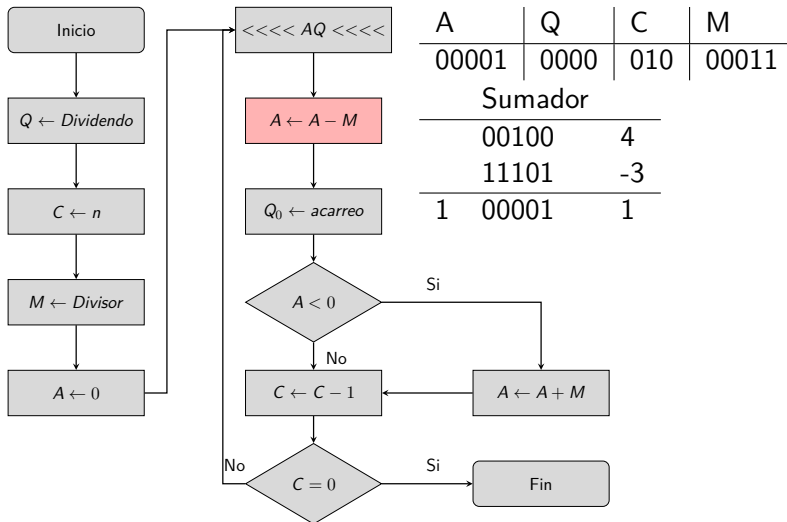 Inicio
Q ← Dividendo
C ← n
M ← Divisor
A ← 0
<<<< AQ <<<<
A ← A − M
Q0 ← acarreo
A < 0
Si
No
C ← C − 1
A ← A + M
C = 0
No
Si
Fin
A Q C M
00001 0000 010 00011
Sumador
00100 4
11101 -3
1 00001 1